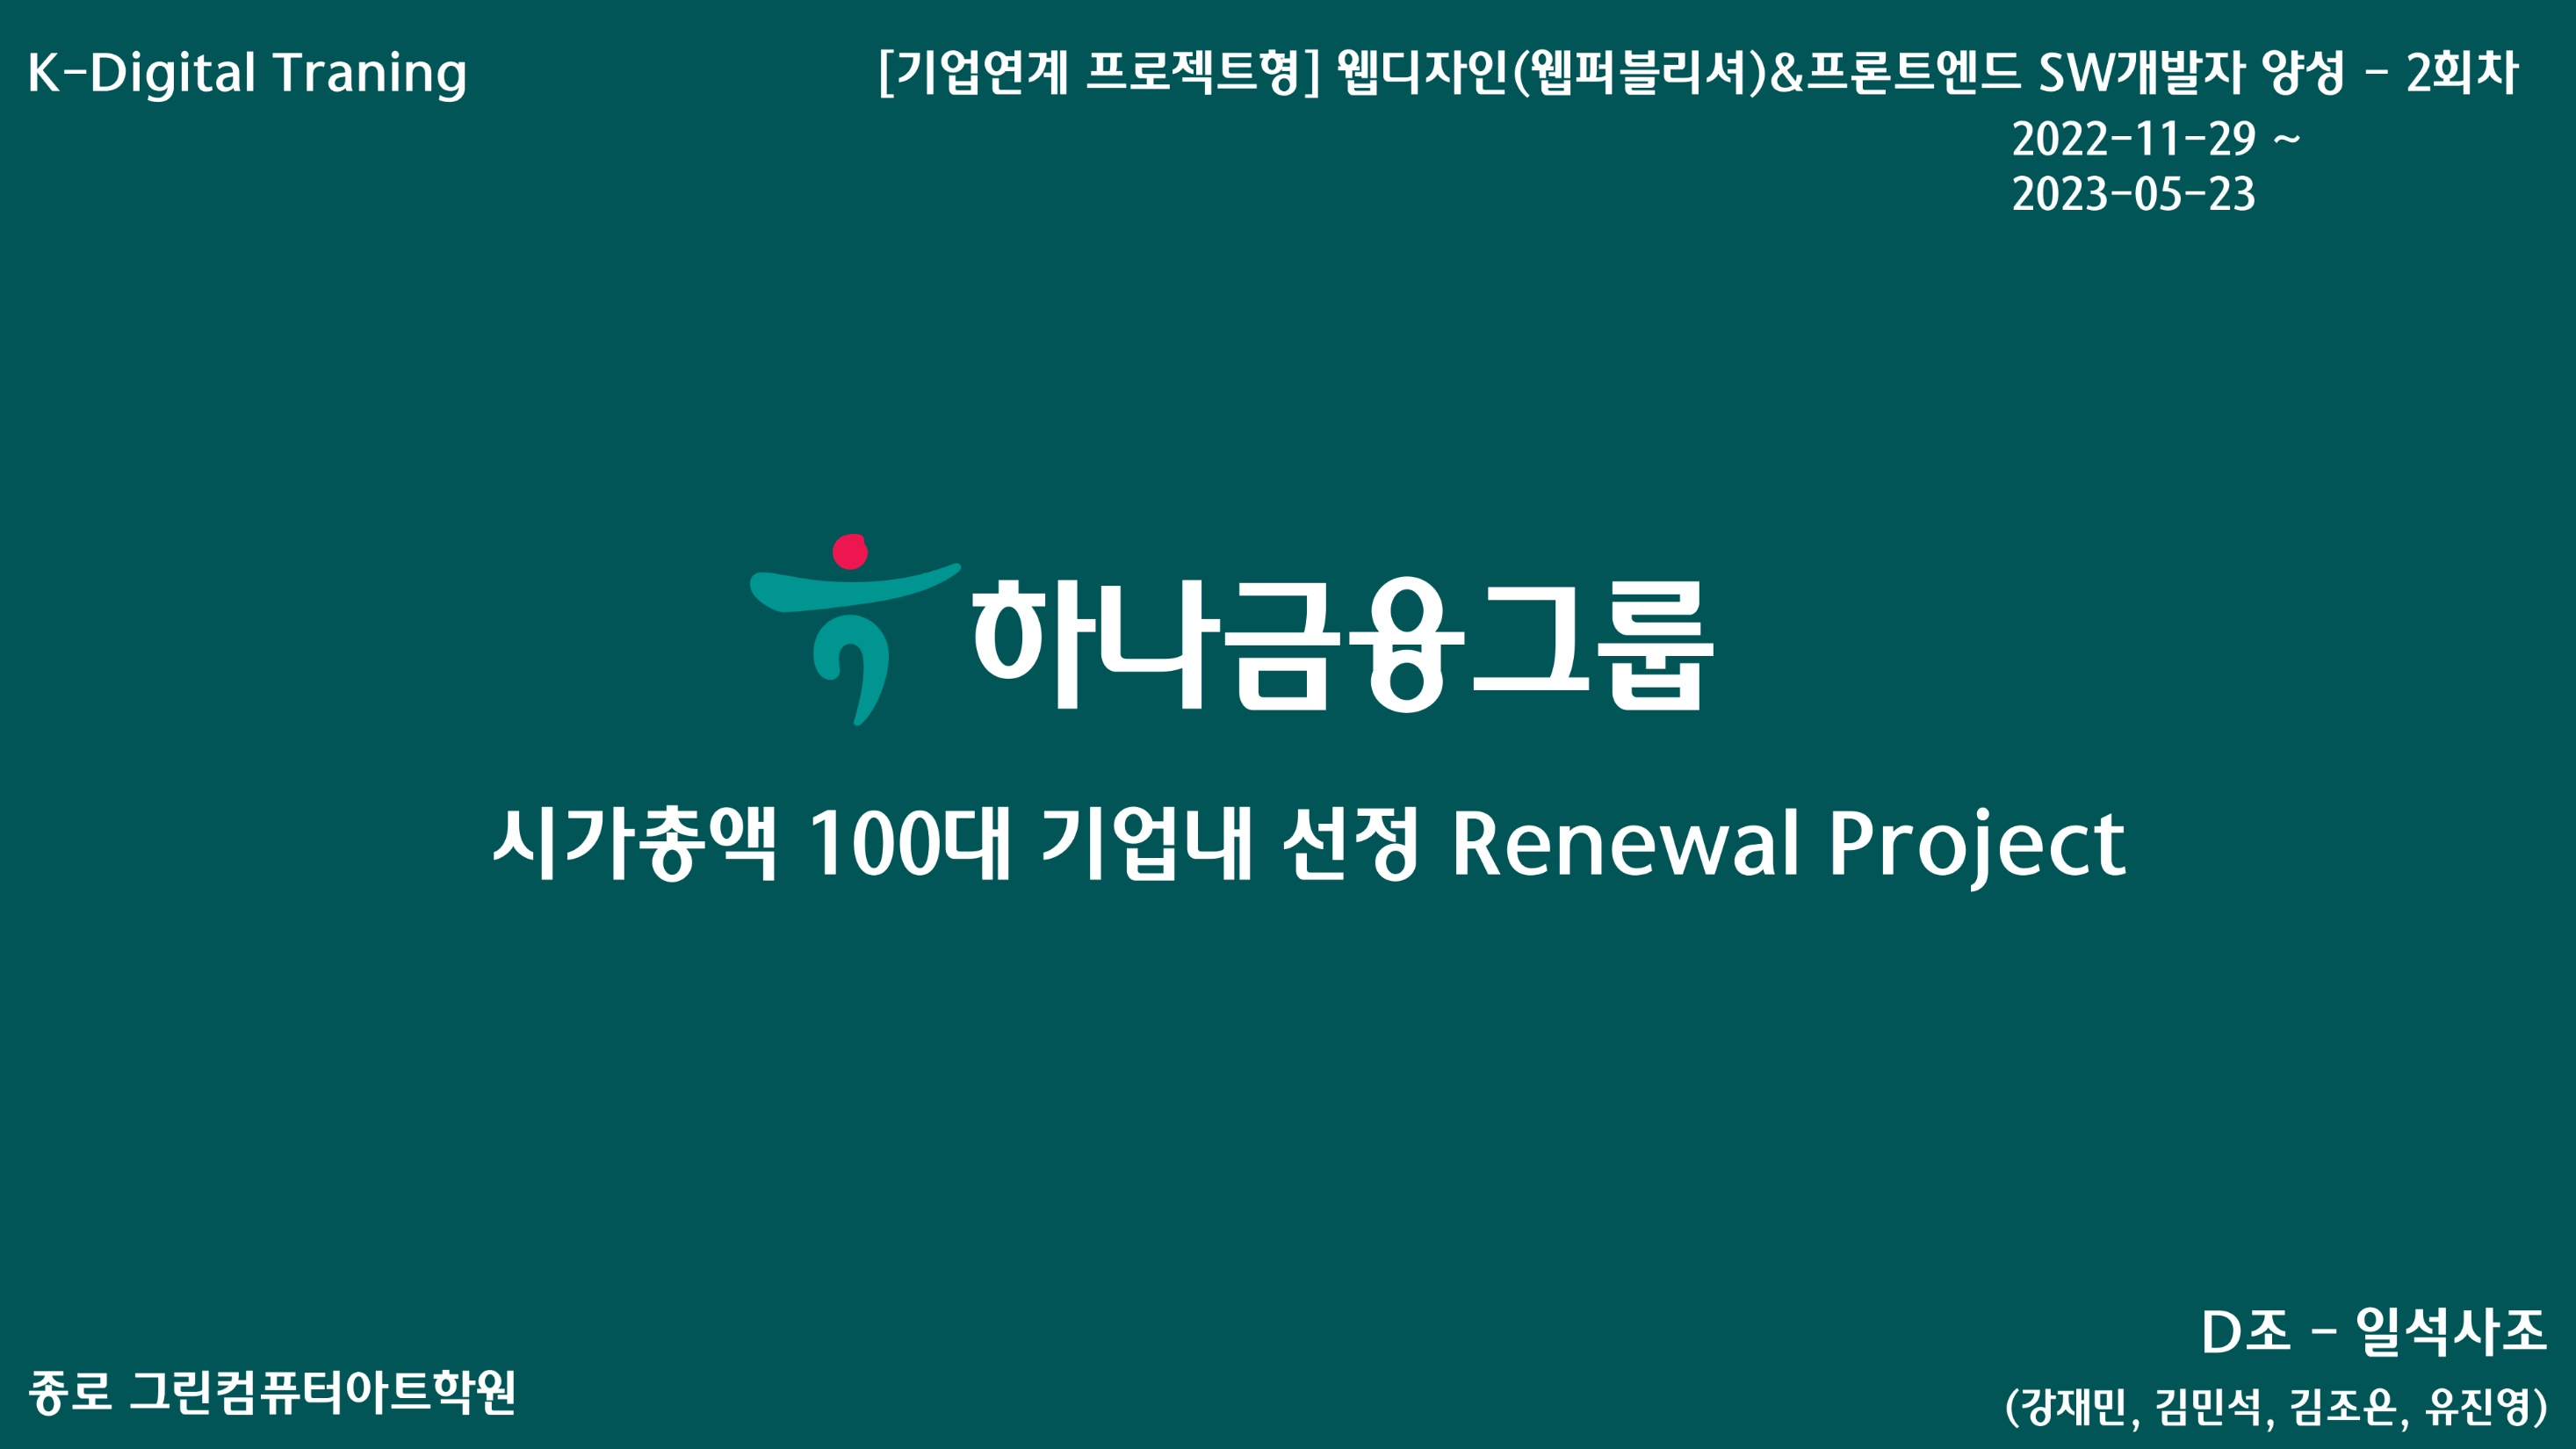 K-Digital Traning
[기업연계 프로젝트형] 웹디자인(웹퍼블리셔)&프론트엔드 SW개발자 양성 - 2회차
2022-11-29 ~
2023-05-23
하나금융그룹
시가총액 100대 기업내 선정 Renewal Project
종로 그린컴퓨터아트학원
D조 - 일석사조
(강재민, 김민석, 김조은, 유진영)